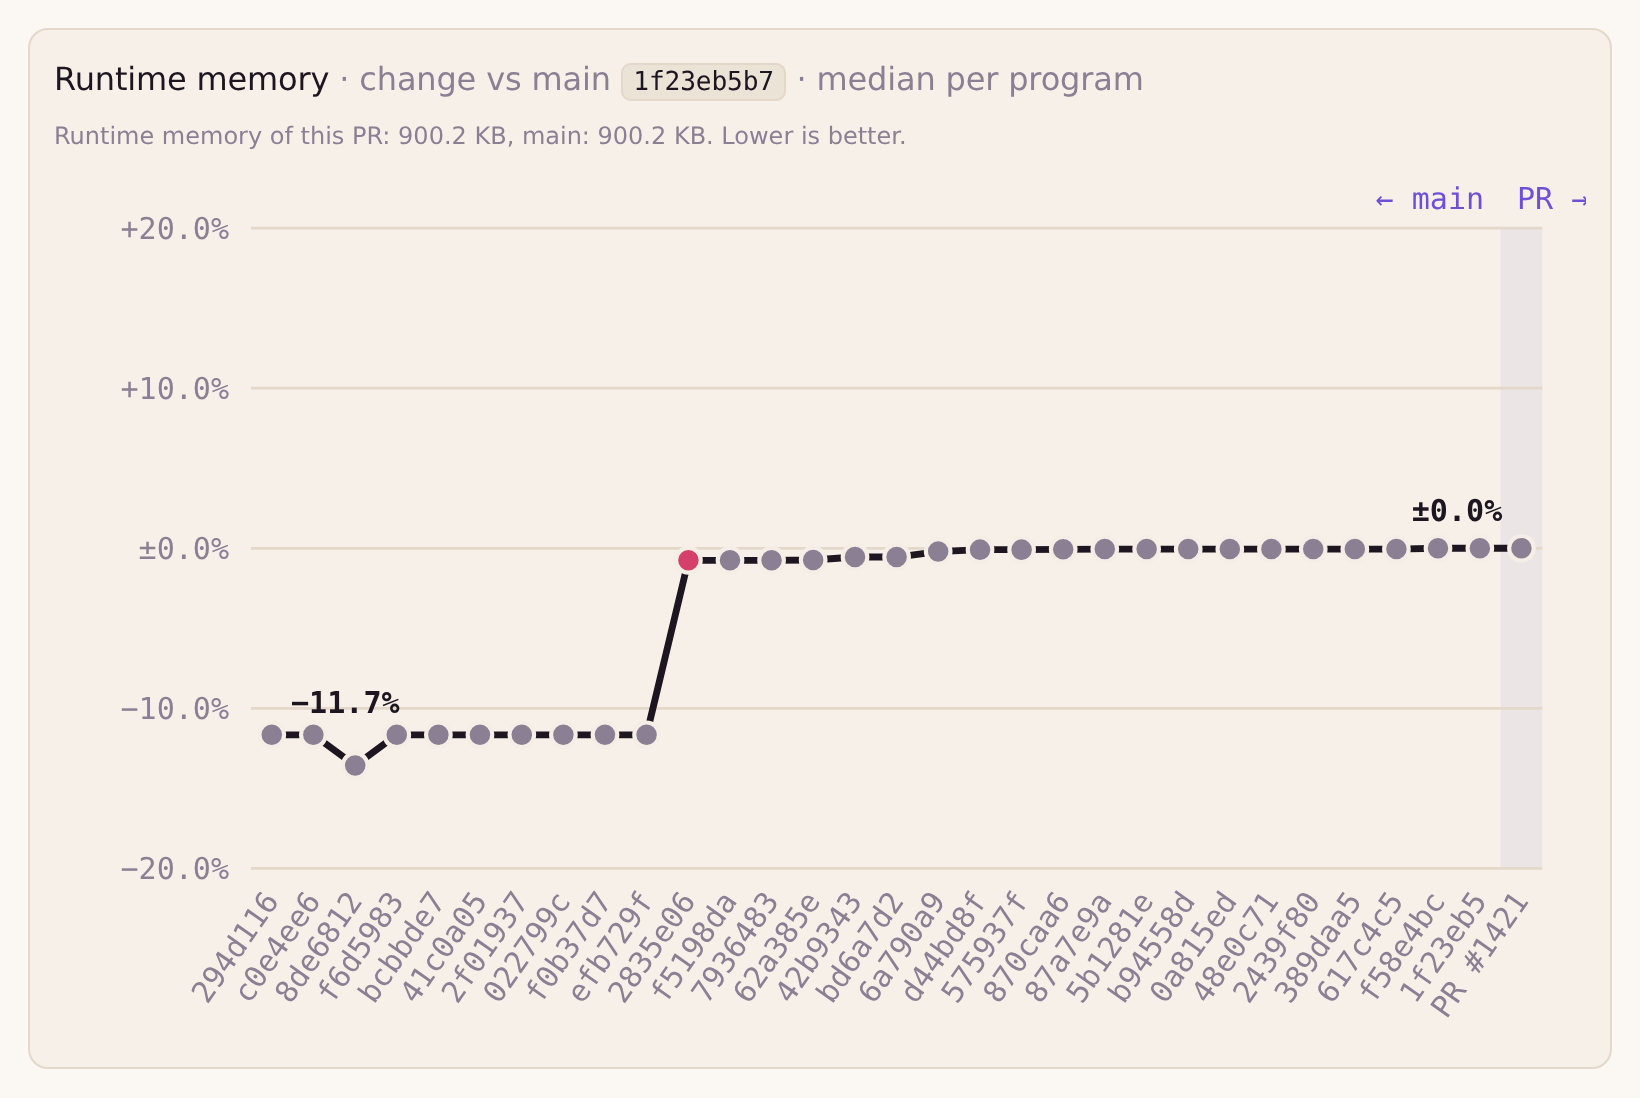 Runtime memory · change vs main 1f23eb5b7 · median per program
Runtime memory of this PR: 900.2 KB, main: 900.2 KB. Lower is better.
← main PR →
+20.0%
+10.0%
±0.0%
±0.0%
−11.7%
−10.0%
−20.0%
294d116
c0e4ee6
8de6812
f6d5983
bcbbde7
41c0a05
2f01937
022799c
f0b37d7
efb729f
2835e06
f5198da
7936483
62a385e
42b9343
bd6a7d2
6a790a9
d44bd8f
575937f
870caa6
87a7e9a
5b1281e
b94558d
0a815ed
48e0c71
2439f80
389daa5
617c4c5
f58e4bc
1f23eb5
PR #1421